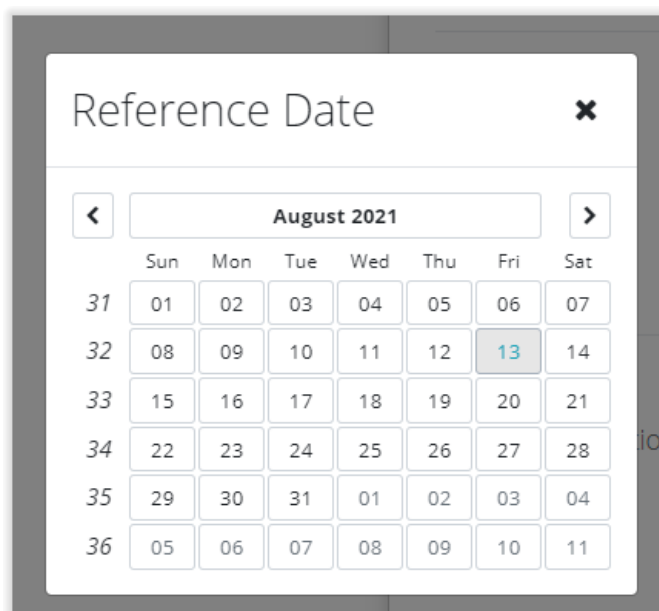 Reference Date ✖
August 2021
Sun Mon Tue Wed Thu Fri Sat
31 01 02 03 04 05 06 07
32 08 09 10 11 12 13 14
33 15 16 17 18 19 20 21
34 22 23 24 25 26 27 28
35 29 30 31 01 02 03 04
36 05 06 07 08 09 10 11